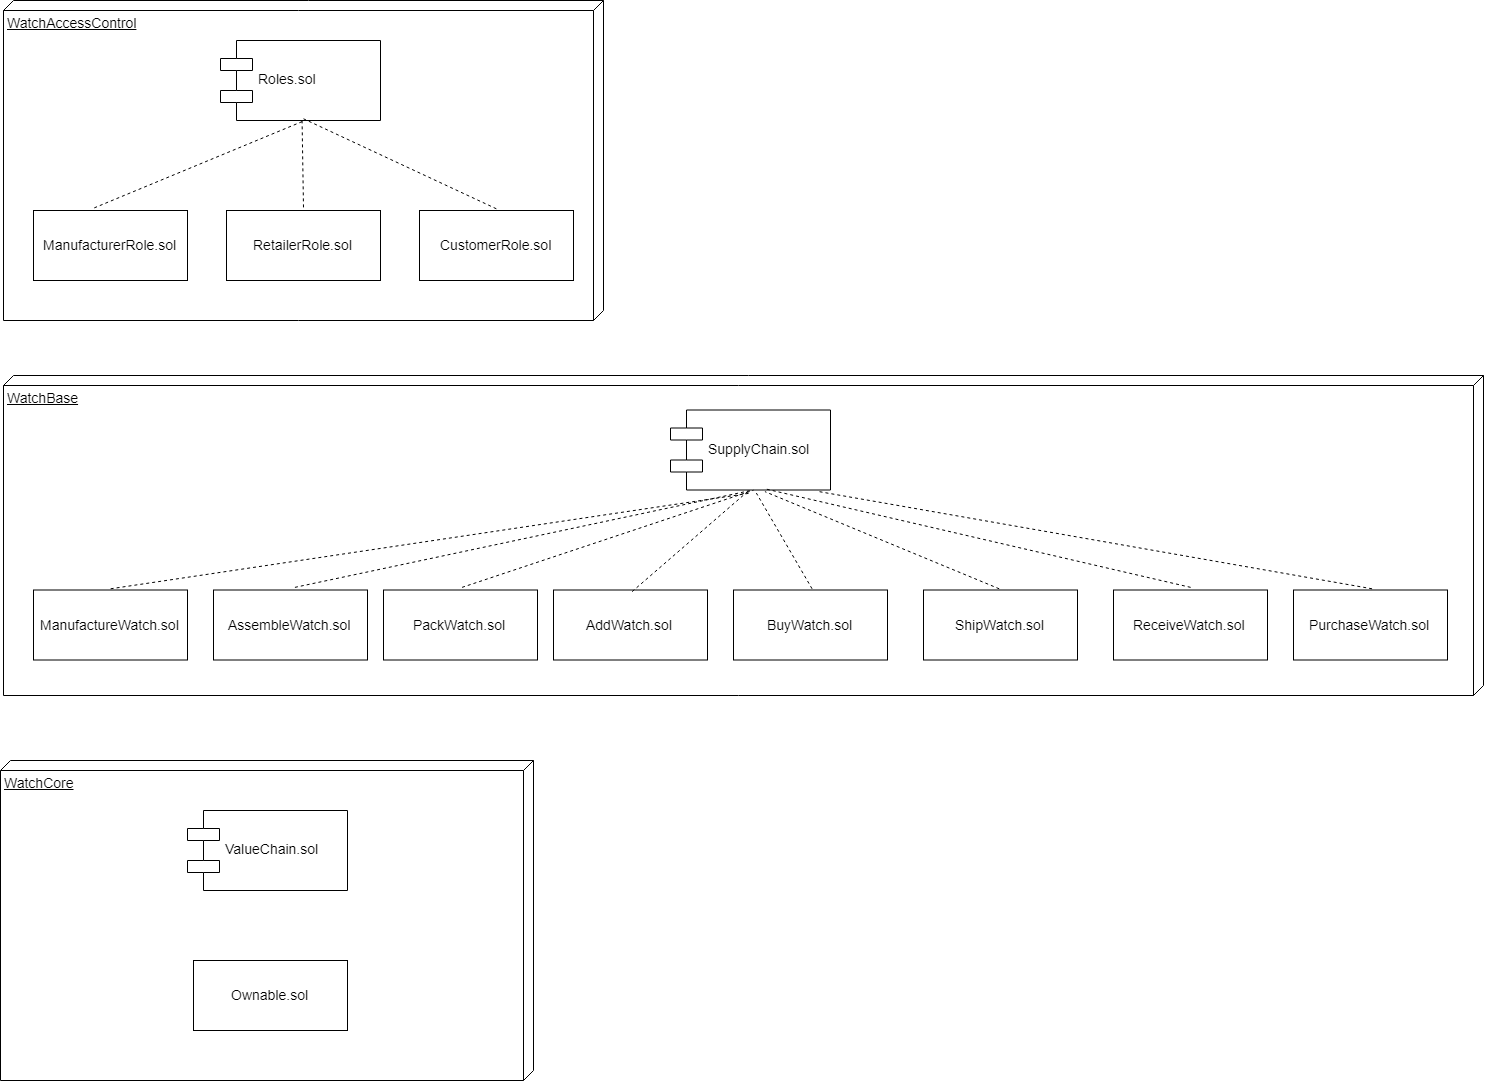 WatchAccessControl
Roles.sol
ManufacturerRole.sol
RetailerRole.sol
CustomerRole.sol
WatchBase
SupplyChain.sol
ManufactureWatch.sol
AssembleWatch.sol
PackWatch.sol
AddWatch.sol
BuyWatch.sol
ShipWatch.sol
ReceiveWatch.sol
PurchaseWatch.sol
WatchCore
ValueChain.sol
Ownable.sol